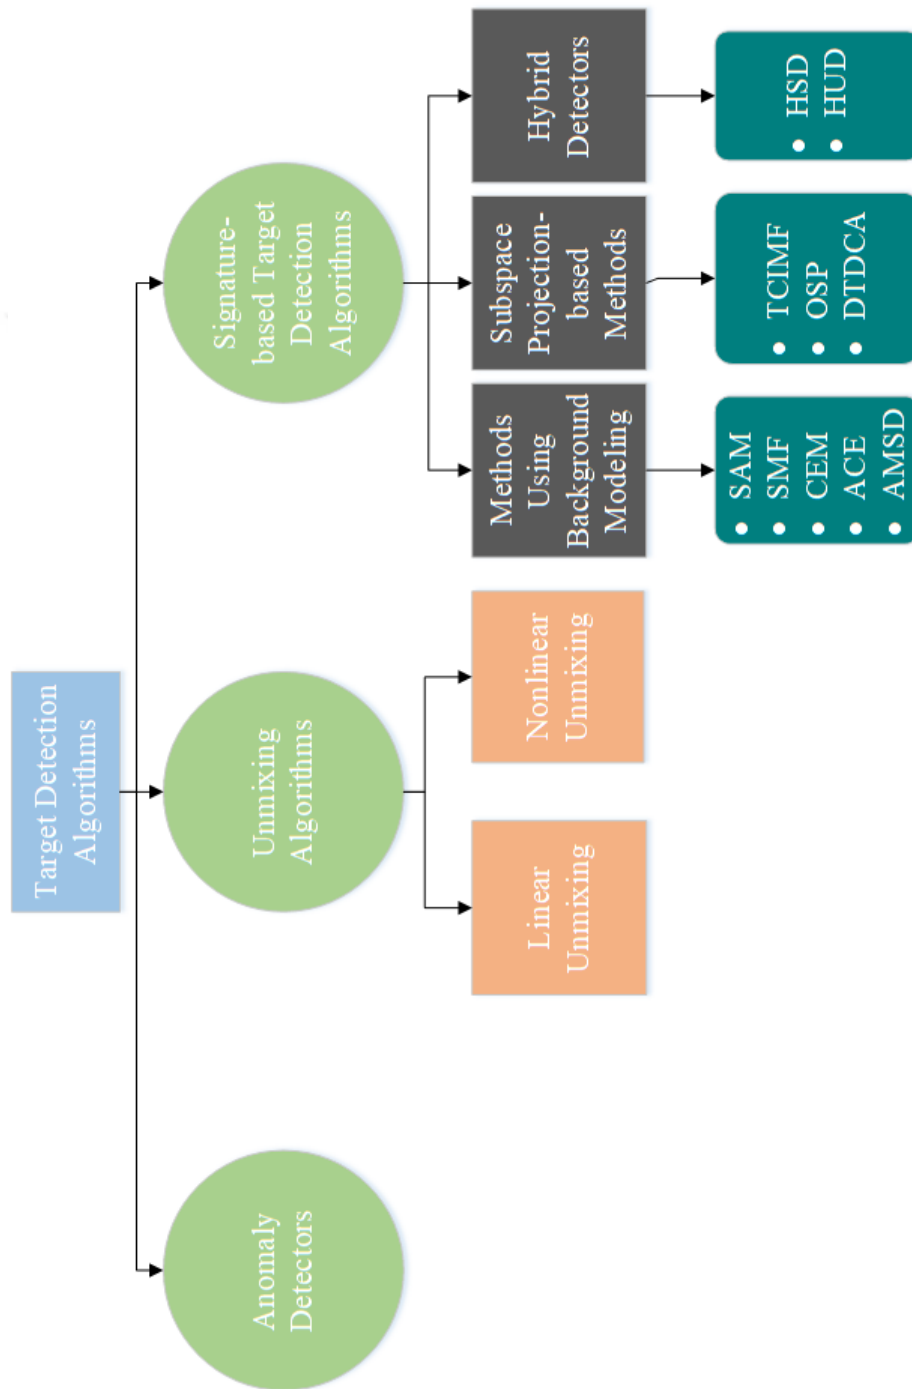 Target Detection
Algorithms
Anomaly
Detectors
Unmixing
Algorithms
Signature-
based Target
Detection
Algorithms
Linear
Unmixing
Nonlinear
Unmixing
Methods
Using
Background
Modeling
Subspace
Projection-
based
Methods
Hybrid
Detectors
• SAM
• SMF
• CEM
• ACE
• AMSD
• TCIMF
• OSP
• DTDCA
• HSD
• HUD